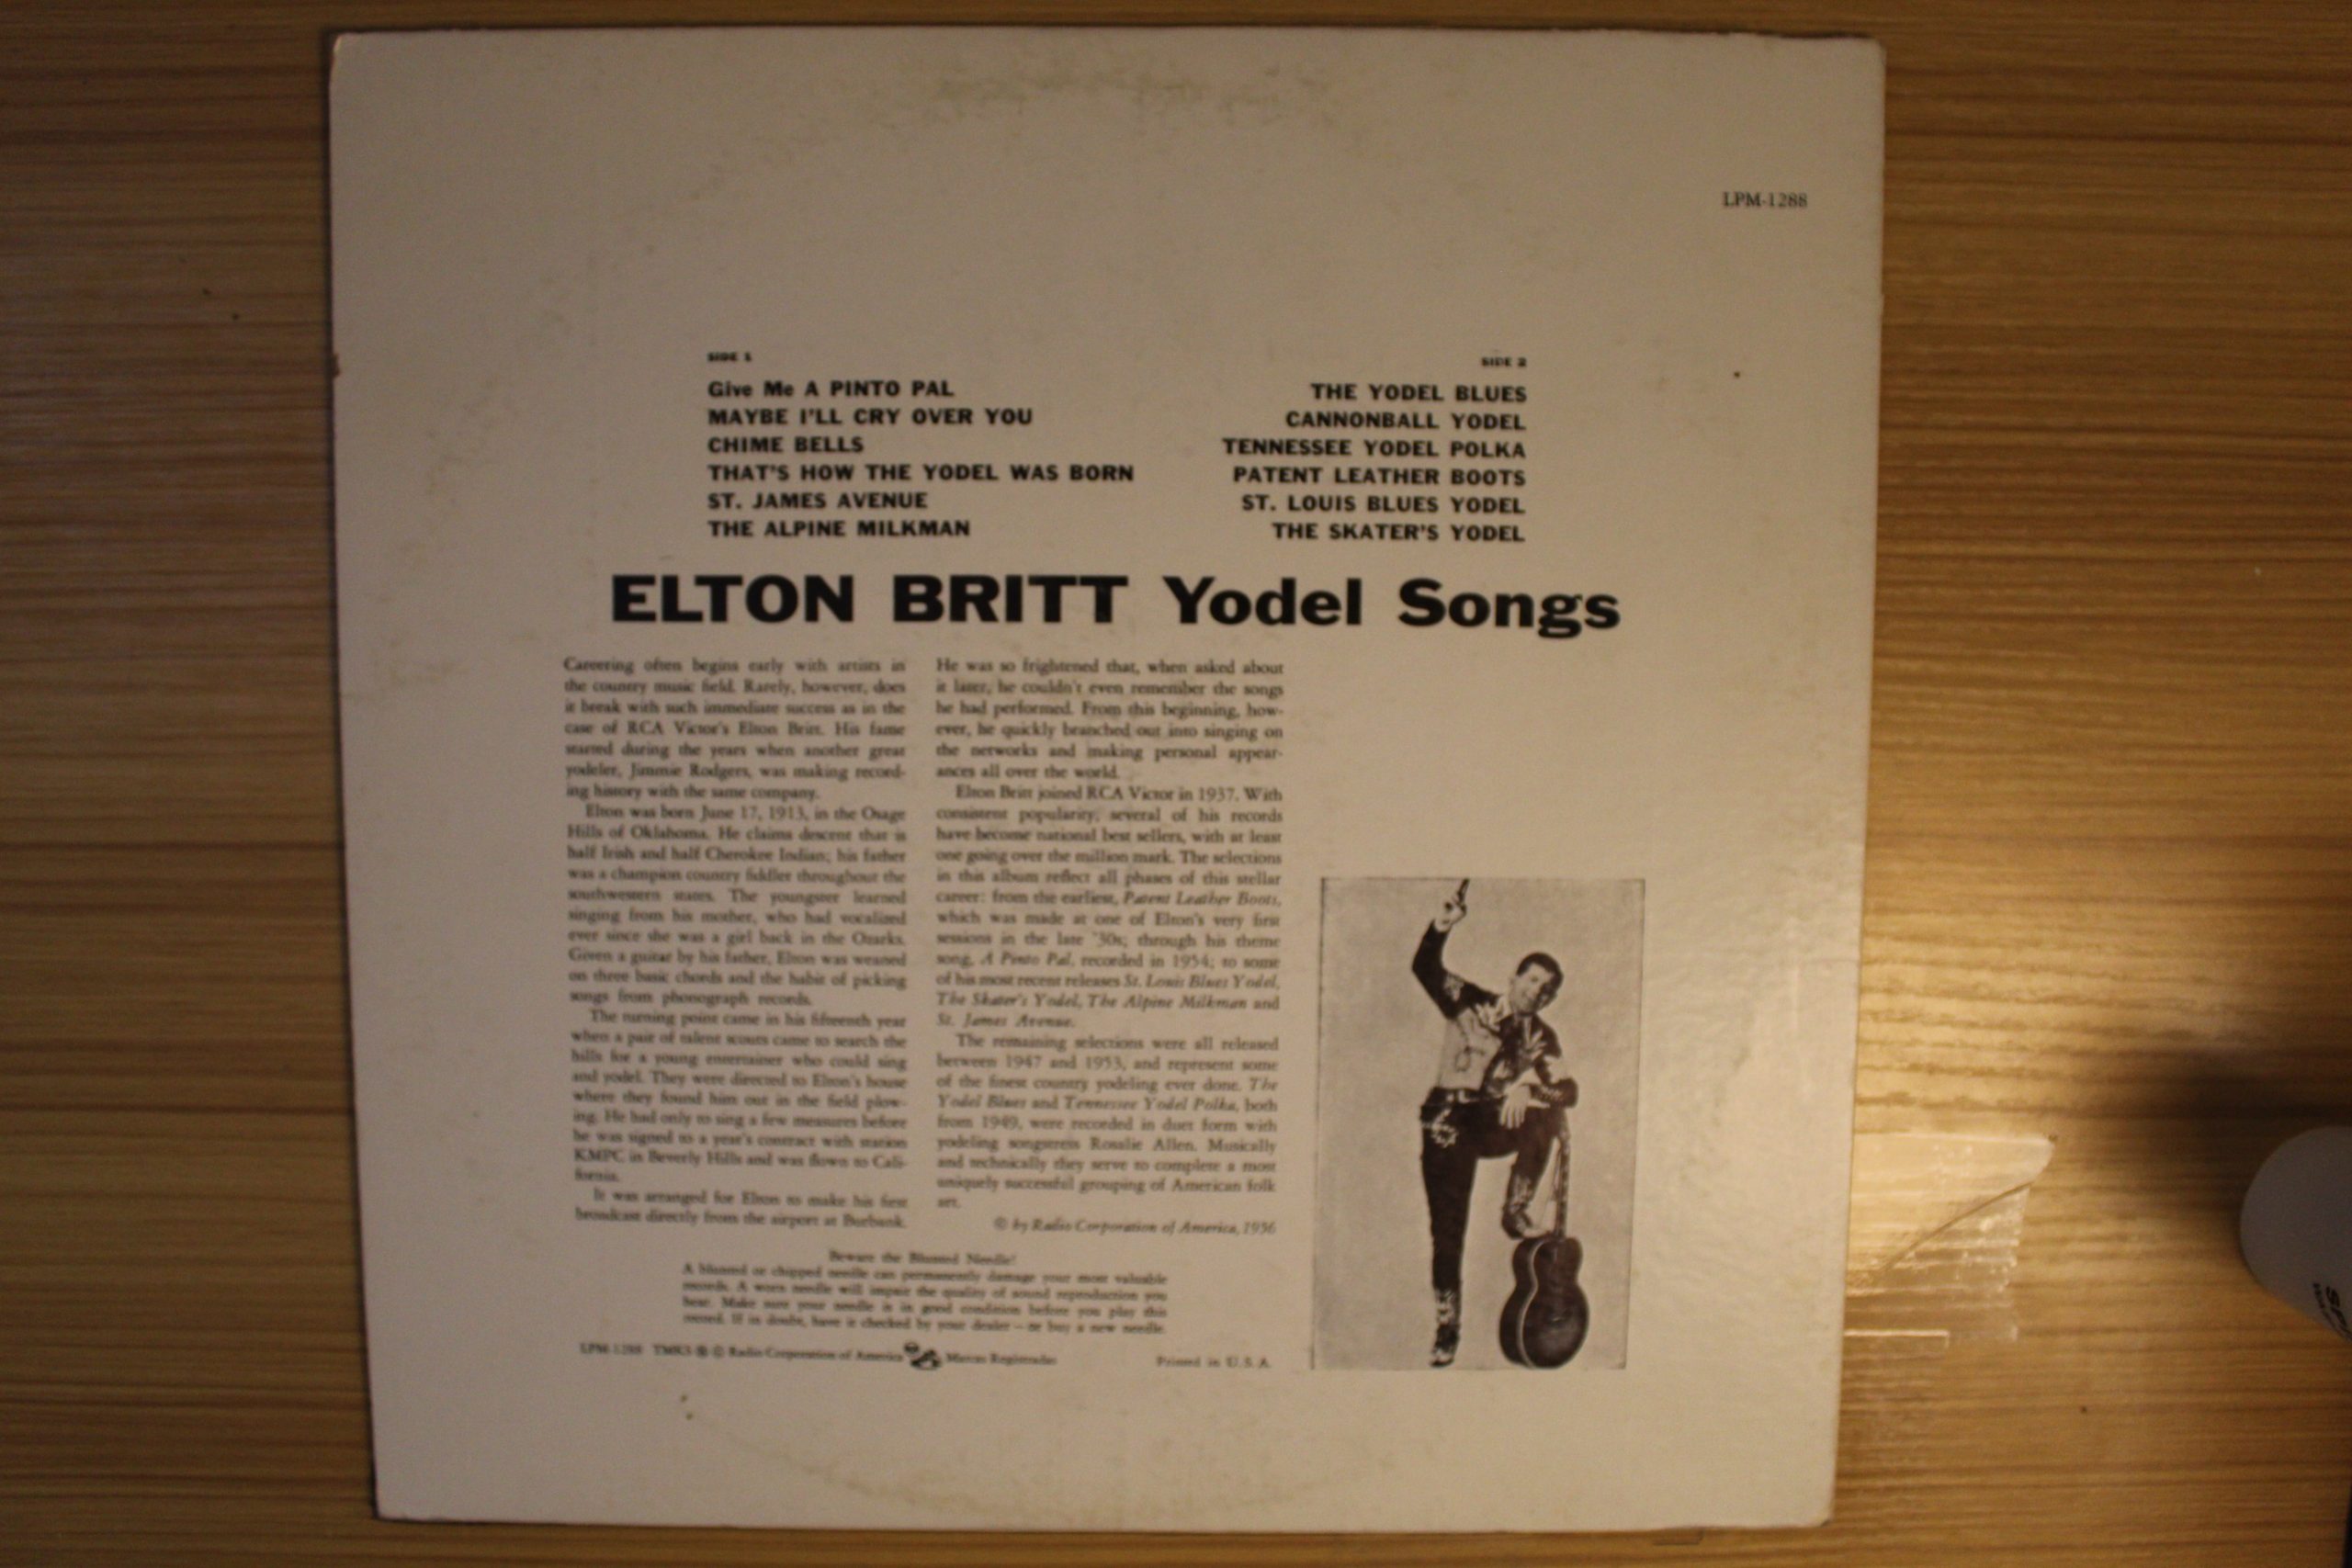 LPM-1288
SIDE 1
Give Me A PINTO PAL
MAYBE I'LL CRY OVER YOU
CHIME BELLS
THAT'S HOW THE YODEL WAS BORN
ST. JAMES AVENUE
THE ALPINE MILKMAN
SIDE 2
THE YODEL BLUES
CANNONBALL YODEL
TENNESSEE YODEL POLKA
PATENT LEATHER BOOTS
ST. LOUIS BLUES YODEL
THE SKATER'S YODEL
ELTON BRITT Yodel Songs
Careering often begins early with artists in
the country music field. Rarely, however, does
it break with such immediate success as in the
case of RCA Victor's Elton Britt. His fame
started during the years when another great
yodeler, Jimmie Rodgers, was making record-
ing history with the same company.
Elton was born June 17, 1913, in the Osage
Hills of Oklahoma. He claims descent that is
half Irish and half Cherokee Indian; his father
was a champion country fiddler throughout the
southwestern states. The youngster learned
singing from his mother, who had vocalized
ever since she was a girl back in the Ozarks.
Given a guitar by his father, Elton was weaned
on three basic chords and the habit of picking
songs from phonograph records.
The turning point came in his fifteenth year
when a pair of talent scouts came to search the
hills for a young entertainer who could sing
and yodel. They were directed to Elton's house
where they found him out in the field plow-
ing. He had only to sing a few measures before
he was signed to a year's contract with station
KMPC in Beverly Hills and was flown to Cali-
fornia.
It was arranged for Elton to make his first
broadcast directly from the airport at Burbank.
He was so frightened that, when asked about
it later, he couldn't even remember the songs
he had performed. From this beginning, how-
ever, he quickly branched out into singing on
the networks and making personal appear-
ances all over the world.
Elton Britt joined RCA Victor in 1937. With
consistent popularity, several of his records
have become national best sellers, with at least
one going over the million mark. The selections
in this album reflect all phases of this stellar
career: from the earliest, Patent Leather Boots,
which was made at one of Elton's very first
sessions in the late '30s; through his theme
song, A Pinto Pal, recorded in 1954; to some
of his most recent releases St. Louis Blues Yodel,
The Skater's Yodel, The Alpine Milkman and
St. James Avenue.
The remaining selections were all released
between 1947 and 1953, and represent some
of the finest country yodeling ever done. The
Yodel Blues and Tennessee Yodel Polka, both
from 1949, were recorded in duet form with
yodeling songstress Rosalie Allen. Musically
and technically they serve to complete a most
uniquely successful grouping of American folk
art.
© by Radio Corporation of America, 1956
Beware the Blunted Needle!
A blunted or chipped needle can permanently damage your most valuable
records. A worn needle will impair the quality of sound reproduction you
hear. Make sure your needle is in good condition before you play this
record. If in doubt, have it checked by your dealer—or buy a new needle.
LPM-1288 TMK(S) ® © Radio Corporation of America Marcas Registradas Printed in U.S.A.